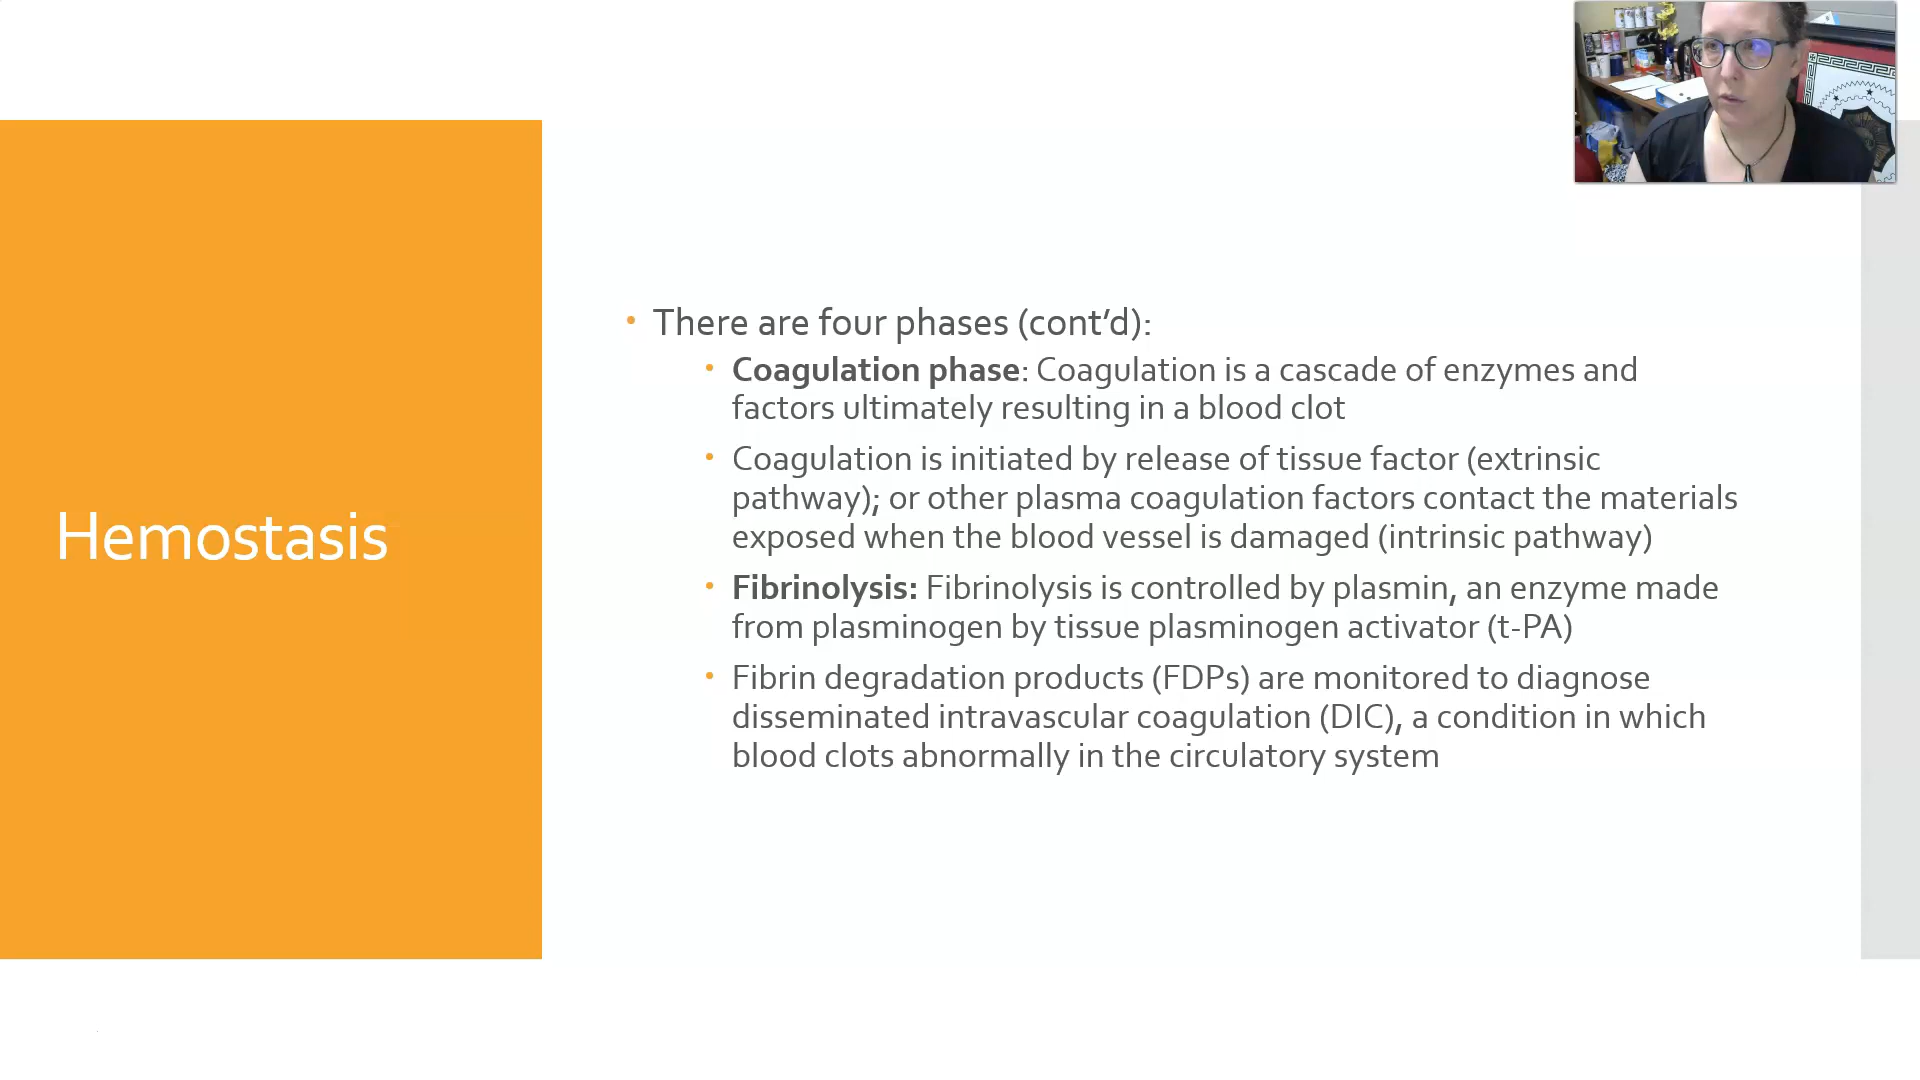 Hemostasis
There are four phases (cont’d):
Coagulation phase: Coagulation is a cascade of enzymes and
factors ultimately resulting in a blood clot
Coagulation is initiated by release of tissue factor (extrinsic
pathway); or other plasma coagulation factors contact the materials
exposed when the blood vessel is damaged (intrinsic pathway)
Fibrinolysis: Fibrinolysis is controlled by plasmin, an enzyme made
from plasminogen by tissue plasminogen activator (t-PA)
Fibrin degradation products (FDPs) are monitored to diagnose
disseminated intravascular coagulation (DIC), a condition in which
blood clots abnormally in the circulatory system